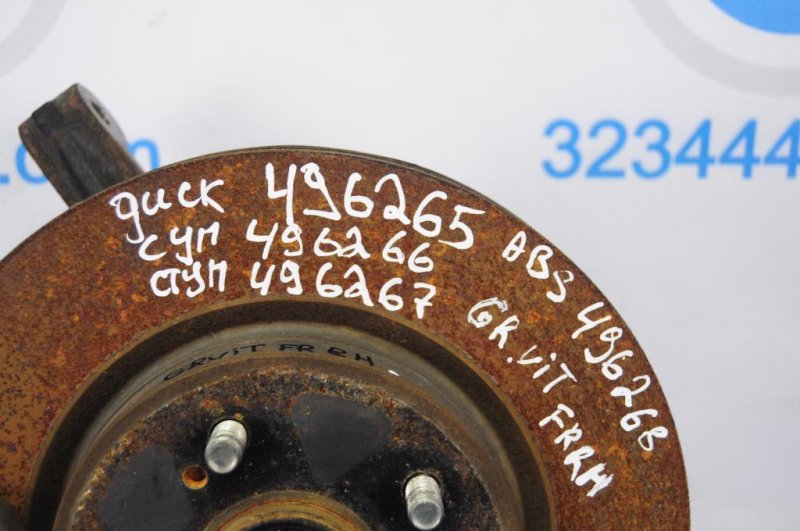 диск 496265
суп 496266
ступ 496267
ABS 496268
GR.ViT
FRRH
GRViT FR RH
323444